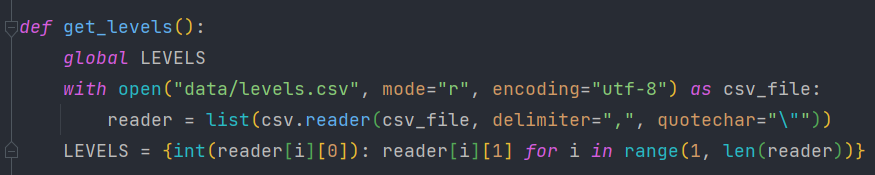 def get_levels():
    global LEVELS
    with open("data/levels.csv", mode="r", encoding="utf-8") as csv_file:
        reader = list(csv.reader(csv_file, delimiter=",", quotechar="\""))
    LEVELS = {int(reader[i][0]): reader[i][1] for i in range(1, len(reader))}